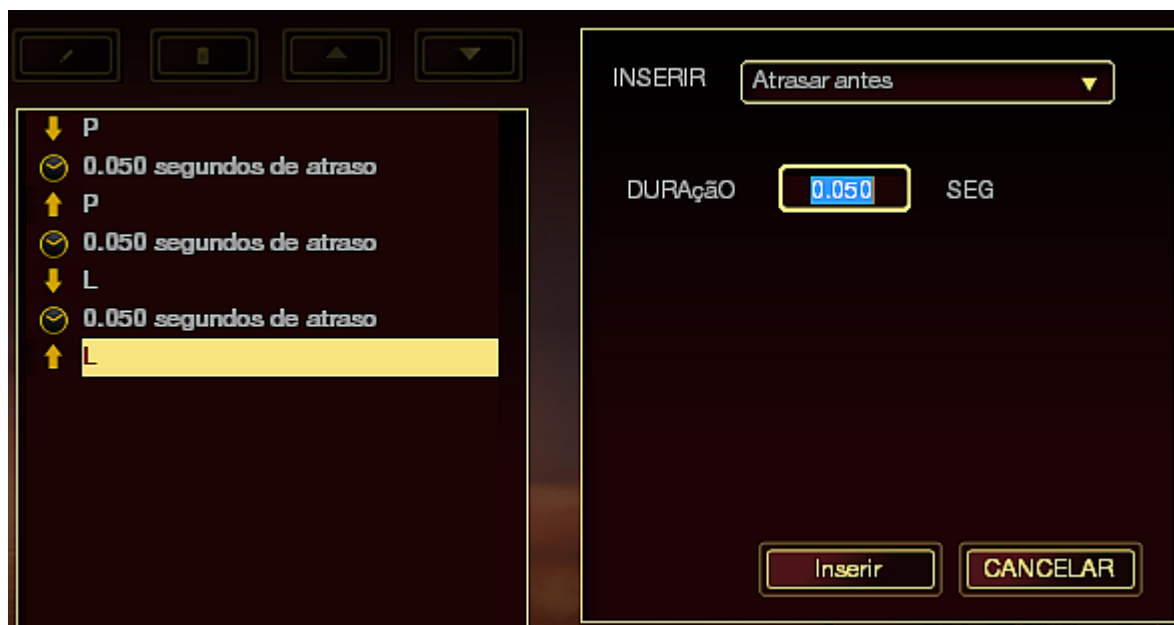 INSERIR Atrasar antes
P
0.050 segundos de atraso
P
0.050 segundos de atraso
L
0.050 segundos de atraso
L
DURAçãO 0.050 SEG
Inserir CANCELAR